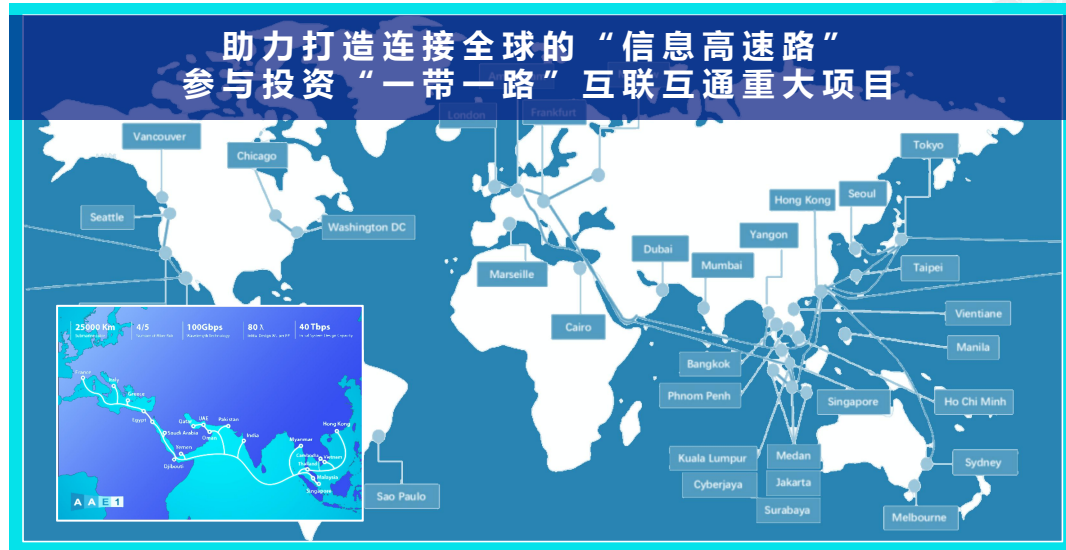 助力打造连接全球的“信息高速路”
参与投资“一带一路”互联互通重大项目
London
Frankfurt
Vancouver
Chicago
Tokyo
Seattle
Washington DC
Hong Kong
Seoul
Yangon
Dubai
Mumbai
Marseille
Taipei
Cairo
Vientiane
Manila
Bangkok
Phnom Penh
Singapore
Ho Chi Minh
Kuala Lumpur
Medan
Sydney
Cyberjaya
Jakarta
Sao Paulo
Surabaya
Melbourne
25000 Km
4/5
100Gbps
80 λ
40 Tbps
France
Italy
Greece
Egypt
Saudi Arabia
Yemen
Djibouti
Qatar
UAE
Oman
Pakistan
India
Myanmar
Hong Kong
Cambodia
Vietnam
Thailand
Malaysia
Singapore
AAE1